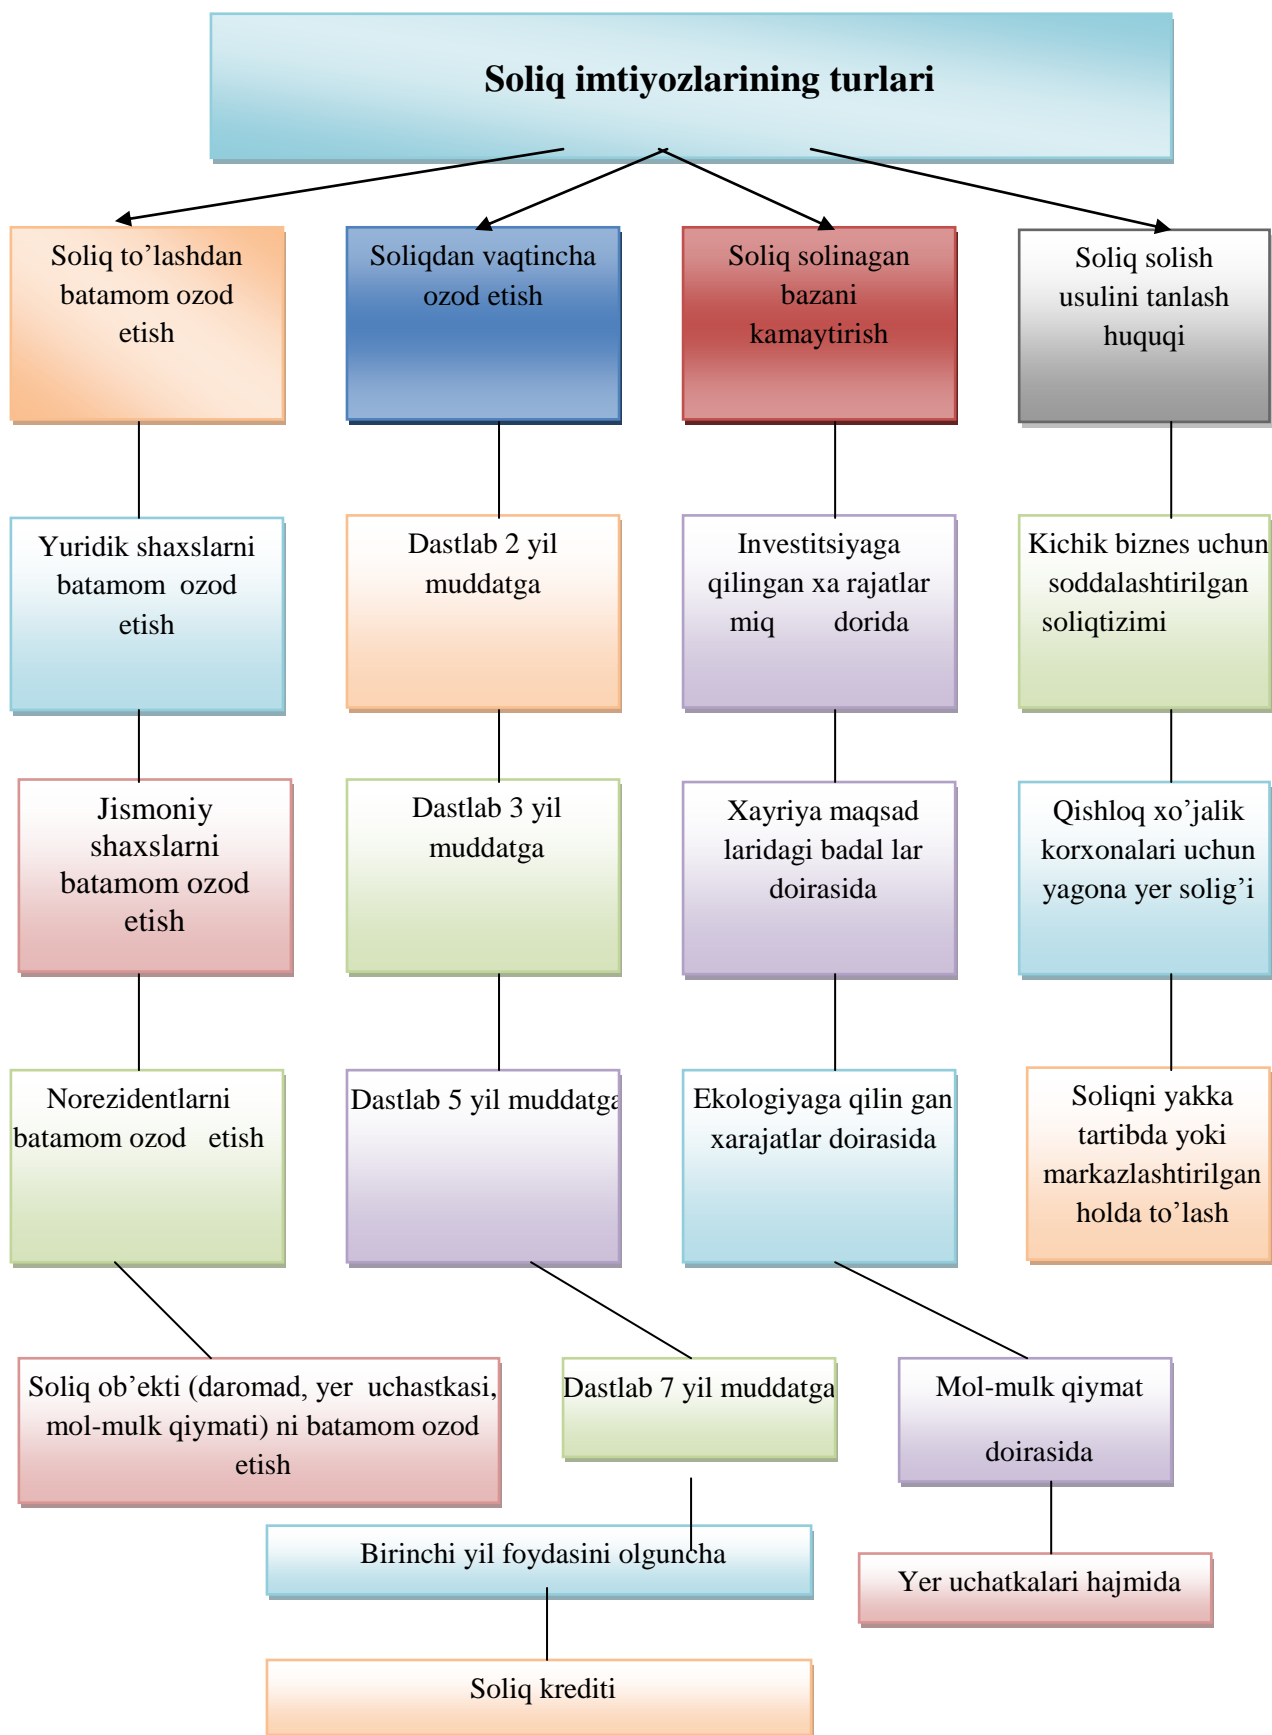 Soliq imtiyozlarining turlari
Soliq to’lashdan
batamom ozod
etish
Soliqdan vaqtincha
ozod etish
Soliq solinagan
bazani
kamaytirish
Soliq solish
usulini tanlash
huquqi
Yuridik shaxslarni
batamom ozod
etish
Dastlab 2 yil
muddatga
Investitsiyaga
qilingan xa rajatlar
miq dorida
Kichik biznes uchun
soddalashtirilgan
soliqtizimi
Jismoniy
shaxslarni
batamom ozod
etish
Dastlab 3 yil
muddatga
Xayriya maqsad
laridagi badal lar
doirasida
Qishloq xo’jalik
korxonalari uchun
yagona yer solig’i
Norezidentlarni
batamom ozod etish
Dastlab 5 yil muddatga
Ekologiyaga qilin gan
xarajatlar doirasida
Soliqni yakka
tartibda yoki
markazlashtirilgan
holda to’lash
Soliq ob’ekti (daromad, yer uchastkasi,
mol-mulk qiymati) ni batamom ozod
etish
Dastlab 7 yil muddatga
Mol-mulk qiymat
doirasida
Birinchi yil foydasini olguncha
Yer uchatkalari hajmida
Soliq krediti